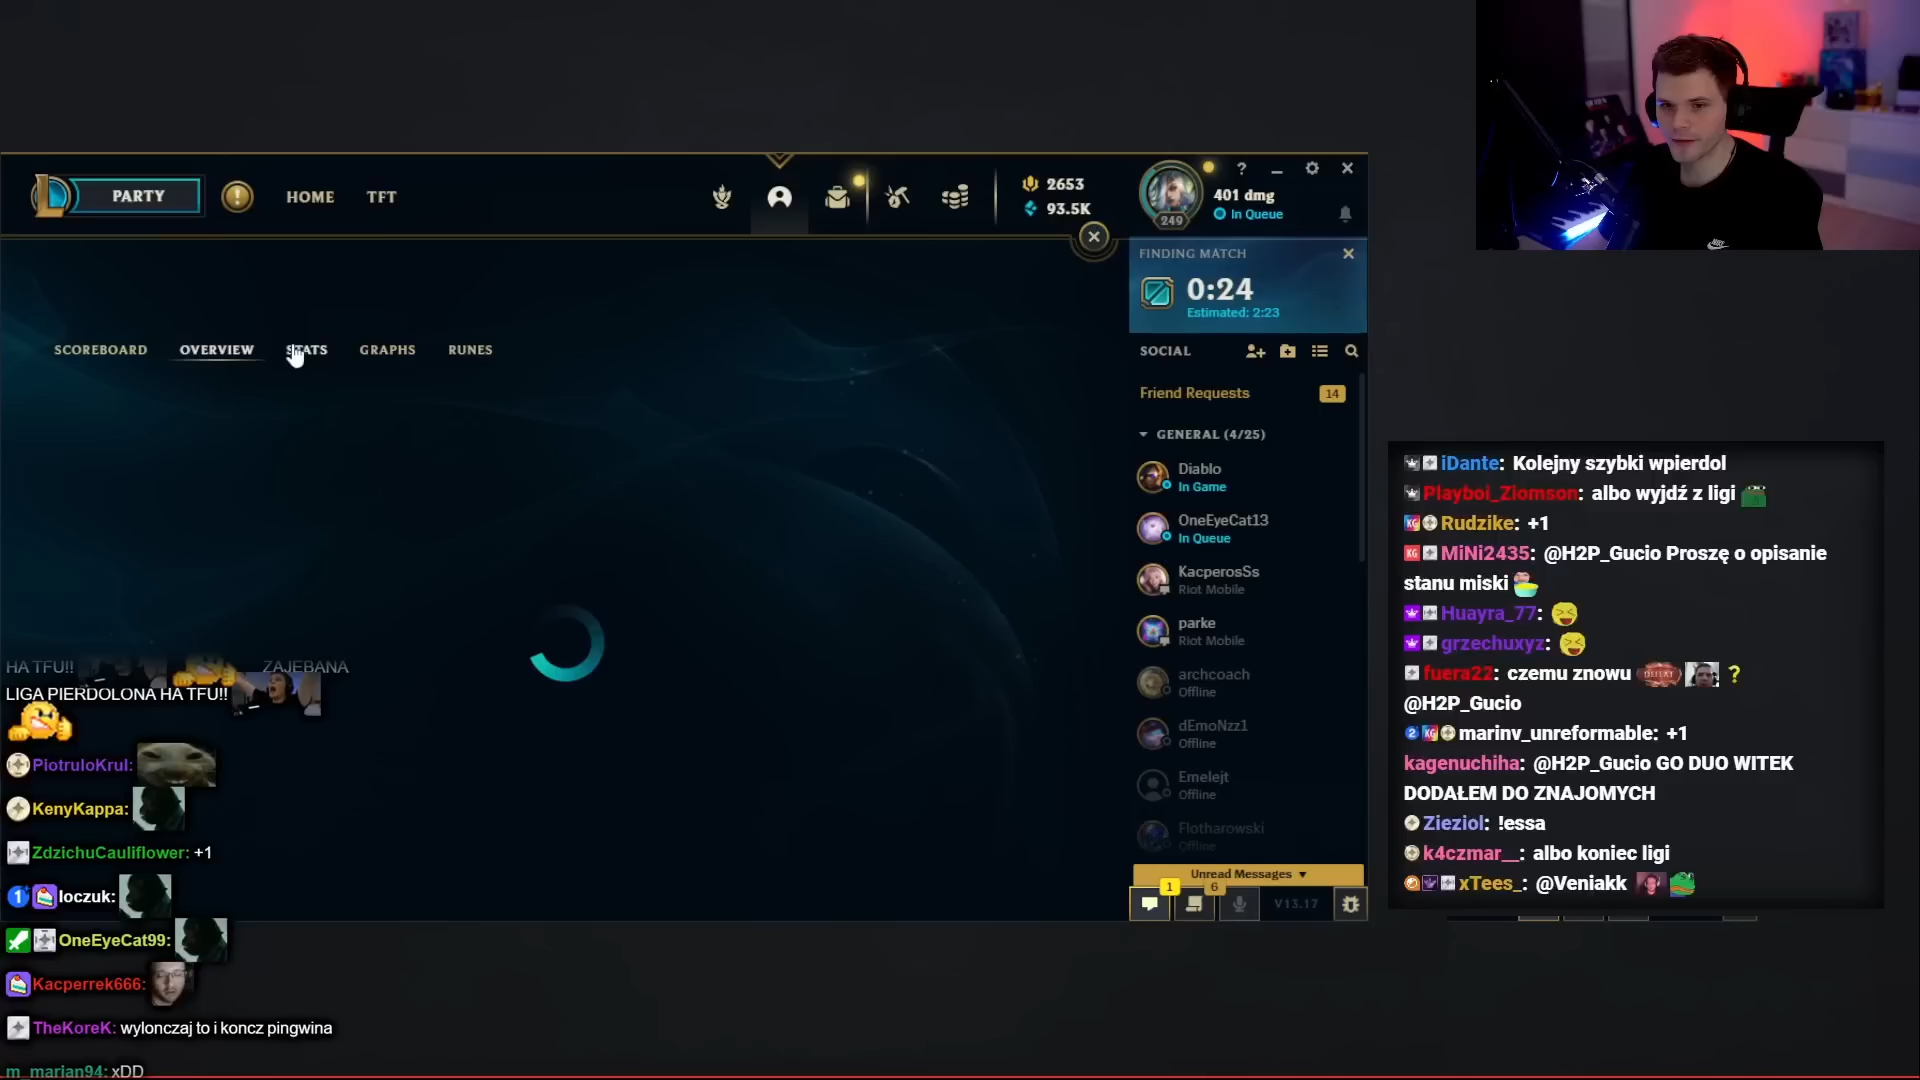 PARTY
HOME
TFT
2653
93.5K
249
401 dmg
In Queue
?
FINDING MATCH
0:24
Estimated: 2:23
SCOREBOARD
OVERVIEW
STATS
GRAPHS
RUNES
SOCIAL
Friend Requests
14
GENERAL (4/25)
Diablo
In Game
OneEyeCat13
In Queue
KacperosSs
Riot Mobile
parke
Riot Mobile
archcoach
Offline
dEmoNzz1
Offline
Emelejt
Offline
Flotharowski
Offline
Unread Messages
1
6
V13.17
HA TFU!! ZAJEBANA
LIGA PIERDOLONA HA TFU!!
PiotruloKrul:
KenyKappa:
ZdzichuCauliflower: +1
loczuk:
OneEyeCat99:
Kacperrek666:
TheKoreK: wylonczaj to i koncz pingwina
m_marian94: xDD
iDante: Kolejny szybki wpierdol
Playboi_Ziomson: albo wyjdź z ligi
Rudzike: +1
MiNi2435: @H2P_Gucio Proszę o opisanie
stanu miski
Huayra_77:
grzechuxyz:
fuera22: czemu znowu DEFEAT ?
@H2P_Gucio
marinv_unreformable: +1
kagenuchiha: @H2P_Gucio GO DUO WITEK
DODAŁEM DO ZNAJOMYCH
Zieziol: !essa
k4czmar__: albo koniec ligi
xTees_: @Veniakk